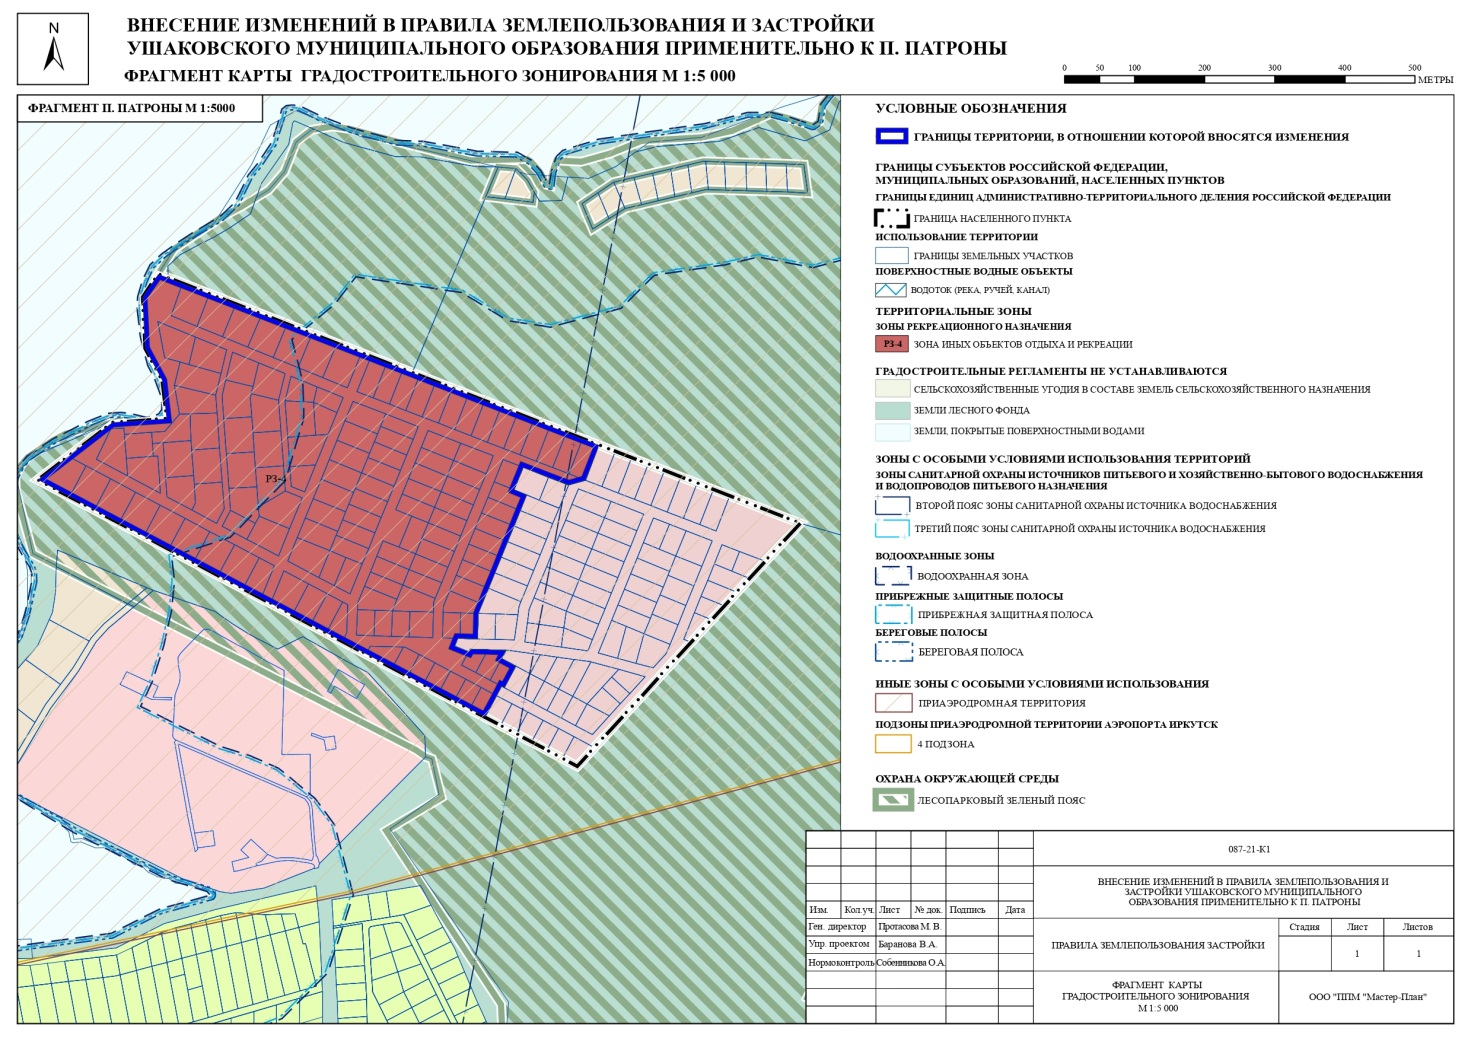 N
ВНЕСЕНИЕ ИЗМЕНЕНИЙ В ПРАВИЛА ЗЕМЛЕПОЛЬЗОВАНИЯ И ЗАСТРОЙКИ
УШАКОВСКОГО МУНИЦИПАЛЬНОГО ОБРАЗОВАНИЯ ПРИМЕНИТЕЛЬНО К П. ПАТРОНЫ
ФРАГМЕНТ КАРТЫ ГРАДОСТРОИТЕЛЬНОГО ЗОНИРОВАНИЯ М 1:5 000
0 50 100 200 300 400 500
МЕТРЫ
ФРАГМЕНТ П. ПАТРОНЫ М 1:5000
РЗ-4
УСЛОВНЫЕ ОБОЗНАЧЕНИЯ
ГРАНИЦЫ ТЕРРИТОРИИ, В ОТНОШЕНИИ КОТОРОЙ ВНОСЯТСЯ ИЗМЕНЕНИЯ
ГРАНИЦЫ СУБЪЕКТОВ РОССИЙСКОЙ ФЕДЕРАЦИИ,
МУНИЦИПАЛЬНЫХ ОБРАЗОВАНИЙ, НАСЕЛЕННЫХ ПУНКТОВ
ГРАНИЦЫ ЕДИНИЦ АДМИНИСТРАТИВНО-ТЕРРИТОРИАЛЬНОГО ДЕЛЕНИЯ РОССИЙСКОЙ ФЕДЕРАЦИИ
ГРАНИЦА НАСЕЛЕННОГО ПУНКТА
ИСПОЛЬЗОВАНИЕ ТЕРРИТОРИИ
ГРАНИЦЫ ЗЕМЕЛЬНЫХ УЧАСТКОВ
ПОВЕРХНОСТНЫЕ ВОДНЫЕ ОБЪЕКТЫ
ВОДОТОК (РЕКА, РУЧЕЙ, КАНАЛ)
ТЕРРИТОРИАЛЬНЫЕ ЗОНЫ
ЗОНЫ РЕКРЕАЦИОННОГО НАЗНАЧЕНИЯ
РЗ-4 ЗОНА ИНЫХ ОБЪЕКТОВ ОТДЫХА И РЕКРЕАЦИИ
ГРАДОСТРОИТЕЛЬНЫЕ РЕГЛАМЕНТЫ НЕ УСТАНАВЛИВАЮТСЯ
СЕЛЬСКОХОЗЯЙСТВЕННЫЕ УГОДИЯ В СОСТАВЕ ЗЕМЕЛЬ СЕЛЬСКОХОЗЯЙСТВЕННОГО НАЗНАЧЕНИЯ
ЗЕМЛИ ЛЕСНОГО ФОНДА
ЗЕМЛИ, ПОКРЫТЫЕ ПОВЕРХНОСТНЫМИ ВОДАМИ
ЗОНЫ С ОСОБЫМИ УСЛОВИЯМИ ИСПОЛЬЗОВАНИЯ ТЕРРИТОРИЙ
ЗОНЫ САНИТАРНОЙ ОХРАНЫ ИСТОЧНИКОВ ПИТЬЕВОГО И ХОЗЯЙСТВЕННО-БЫТОВОГО ВОДОСНАБЖЕНИЯ
И ВОДОПРОВОДОВ ПИТЬЕВОГО НАЗНАЧЕНИЯ
ВТОРОЙ ПОЯС ЗОНЫ САНИТАРНОЙ ОХРАНЫ ИСТОЧНИКА ВОДОСНАБЖЕНИЯ
ТРЕТИЙ ПОЯС ЗОНЫ САНИТАРНОЙ ОХРАНЫ ИСТОЧНИКА ВОДОСНАБЖЕНИЯ
ВОДООХРАННЫЕ ЗОНЫ
ВОДООХРАННАЯ ЗОНА
ПРИБРЕЖНЫЕ ЗАЩИТНЫЕ ПОЛОСЫ
ПРИБРЕЖНАЯ ЗАЩИТНАЯ ПОЛОСА
БЕРЕГОВЫЕ ПОЛОСЫ
БЕРЕГОВАЯ ПОЛОСА
ИНЫЕ ЗОНЫ С ОСОБЫМИ УСЛОВИЯМИ ИСПОЛЬЗОВАНИЯ
ПРИАЭРОДРОМНАЯ ТЕРРИТОРИЯ
ПОДЗОНЫ ПРИАЭРОДРОМНОЙ ТЕРРИТОРИИ АЭРОПОРТА ИРКУТСК
4 ПОДЗОНА
ОХРАНА ОКРУЖАЮЩЕЙ СРЕДЫ
ЛЕСОПАРКОВЫЙ ЗЕЛЕНЫЙ ПОЯС
087-21-К1
ВНЕСЕНИЕ ИЗМЕНЕНИЙ В ПРАВИЛА ЗЕМЛЕПОЛЬЗОВАНИЯ И
ЗАСТРОЙКИ УШАКОВСКОГО МУНИЦИПАЛЬНОГО
ОБРАЗОВАНИЯ ПРИМЕНИТЕЛЬНО К П. ПАТРОНЫ
Изм. Кол.уч. Лист № док. Подпись Дата
Ген. директор Протасова М. В.
Упр. проектом Баранова В.А.
Нормоконтроль Собенникова О.А.
ПРАВИЛА ЗЕМЛЕПОЛЬЗОВАНИЯ ЗАСТРОЙКИ
Стадия Лист Листов
1 1
ФРАГМЕНТ КАРТЫ
ГРАДОСТРОИТЕЛЬНОГО ЗОНИРОВАНИЯ
М 1:5 000
ООО "ППМ "Мастер-План"